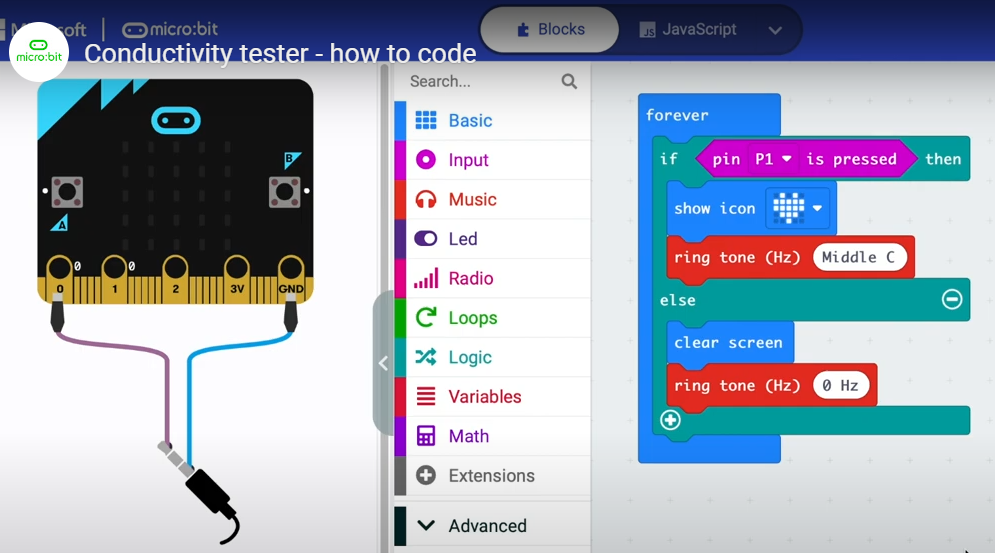 micro:bit
Blocks
JavaScript
micro:bit
Conductivity tester - how to code
Search...
B
A
0
0
0
1
2
3V
GND
Basic
Input
Music
Led
Radio
Loops
Logic
Variables
Math
Extensions
Advanced
forever
if pin P1 is pressed then
show icon
ring tone (Hz) Middle C
else
clear screen
ring tone (Hz) 0 Hz